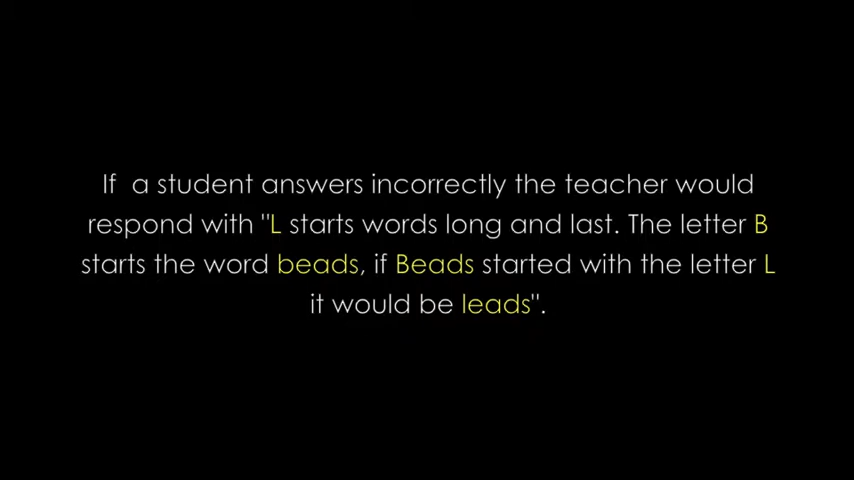 If  a student answers incorrectly the teacher would
respond with "L starts words long and last. The letter B
starts the word beads, if Beads started with the letter L
it would be leads".